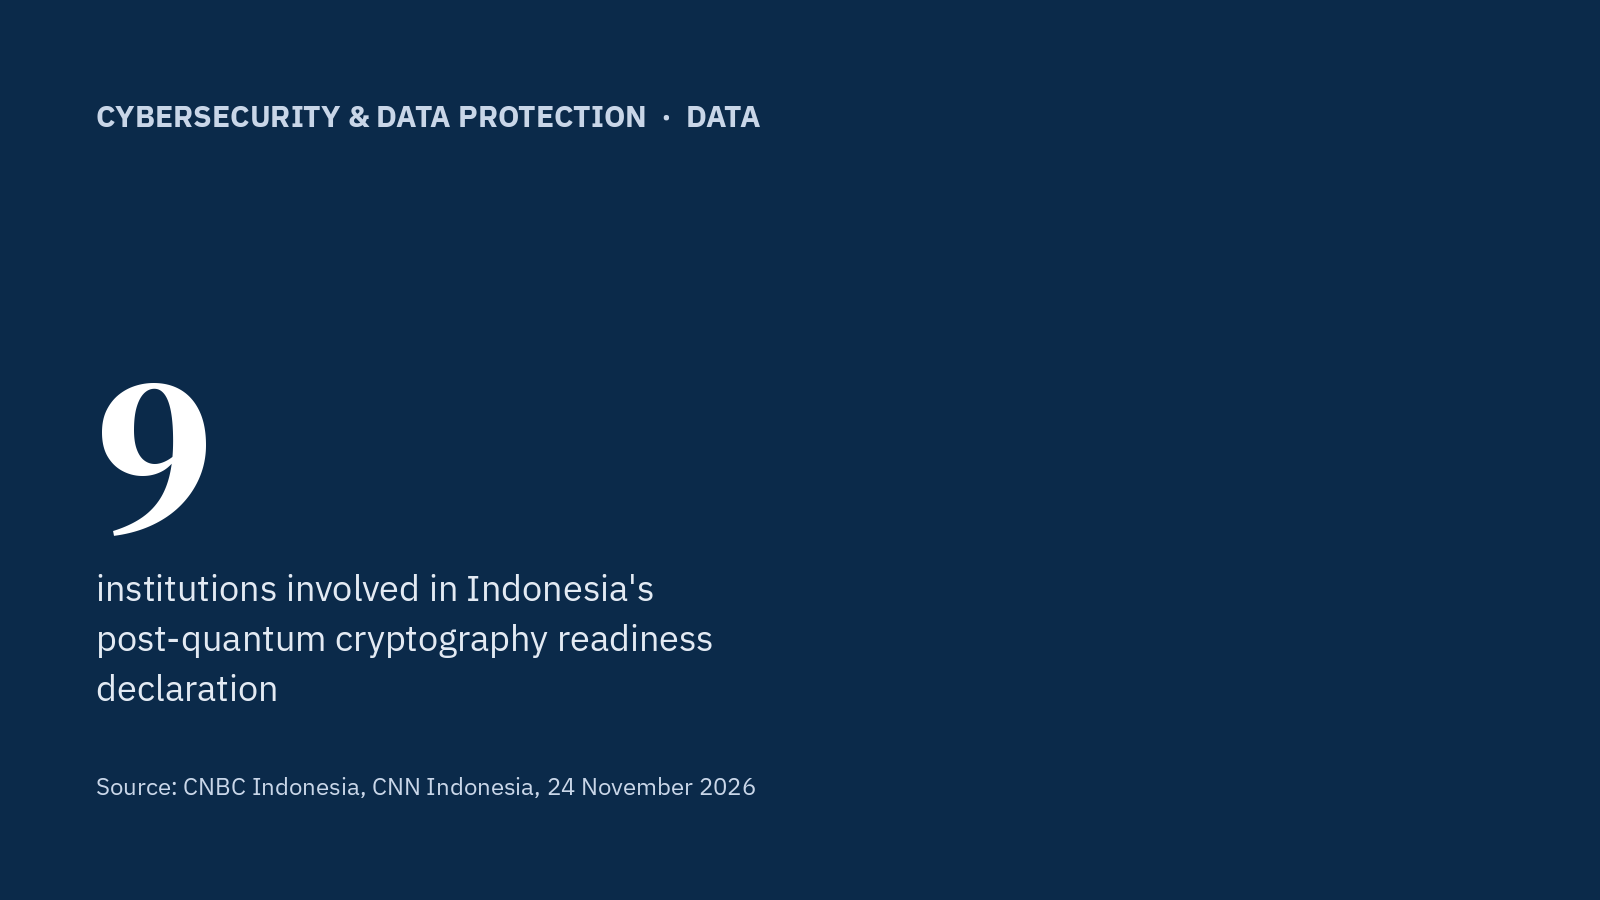 CYBERSECURITY & DATA PROTECTION · DATA
9
institutions involved in Indonesia's
post-quantum cryptography readiness
declaration
Source: CNBC Indonesia, CNN Indonesia, 24 November 2026